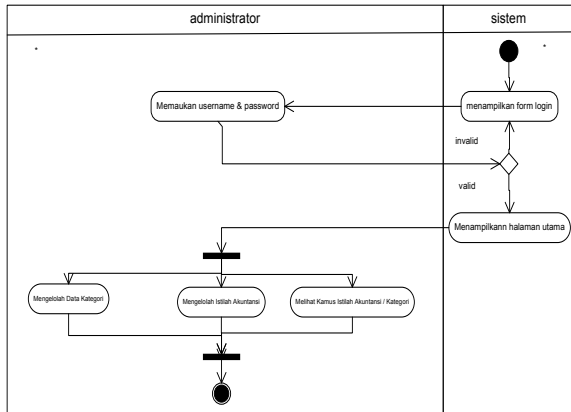 administrator
sistem
menampilkan form login
Memaukan username & password
invalid
valid
Menampilkann halaman utama
Mengelolah Data Kategori
Mengelolah Istilah Akuntansi
Melihat Kamus Istilah Akuntansi / Kategori